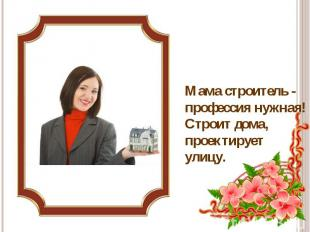 Мама строитель -
профессия нужная!
Строит дома,
проектирует
улицу.